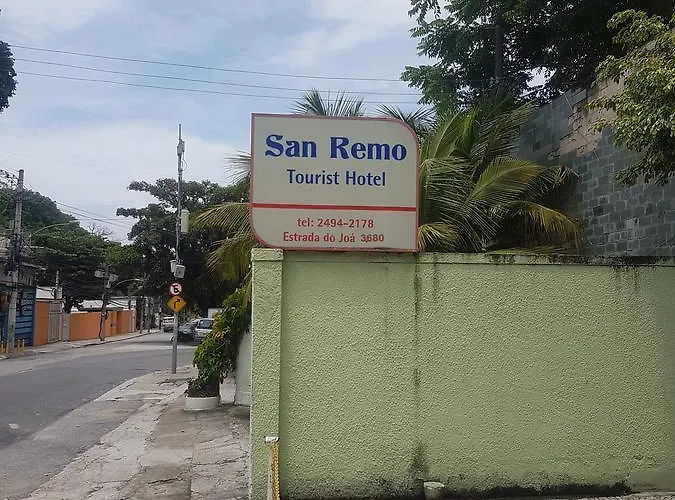 San Remo
Tourist Hotel
tel: 2494-2178
Estrada do Joá 3680